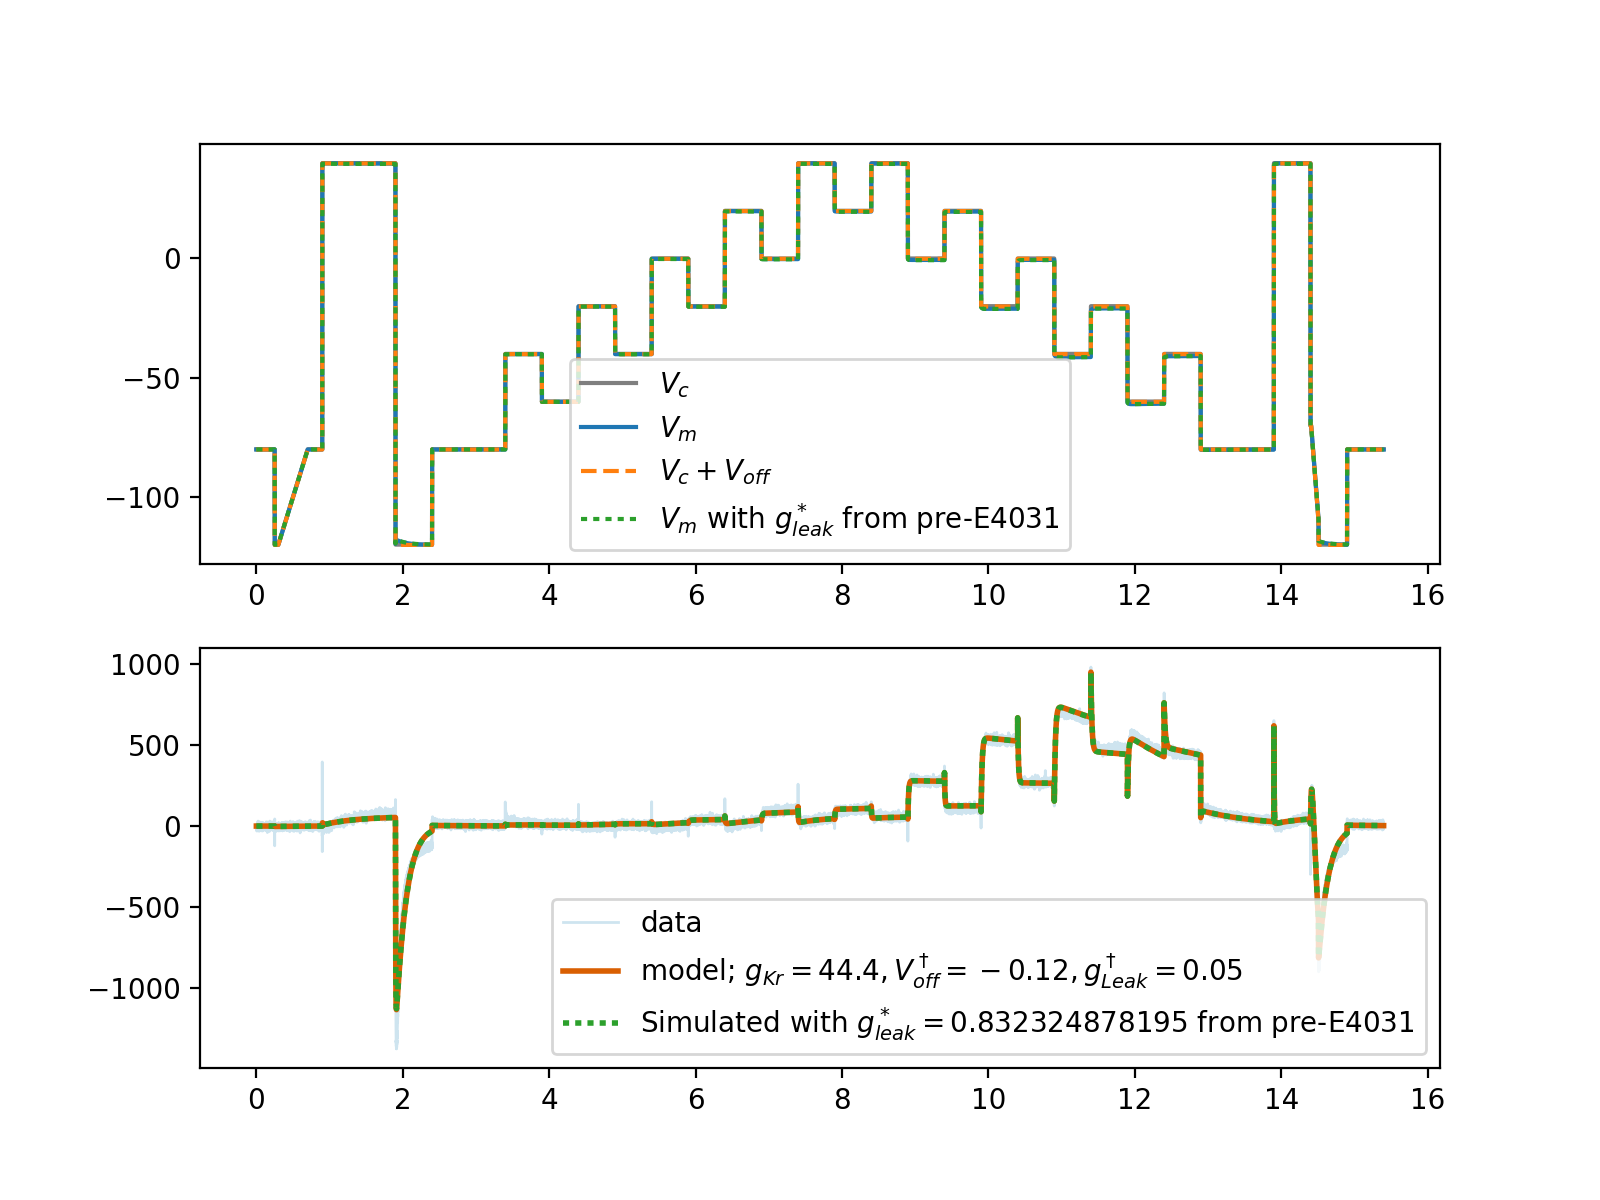 0
−50
−100
V_c
V_m
V_c + V_off
V_m with g*_leak from pre-E4031
0 2 4 6 8 10 12 14 16
1000
500
0
−500
−1000
data
model; g_Kr = 44.4, V†_off = −0.12, g†_Leak = 0.05
Simulated with g*_leak = 0.832324878195 from pre-E4031
0 2 4 6 8 10 12 14 16